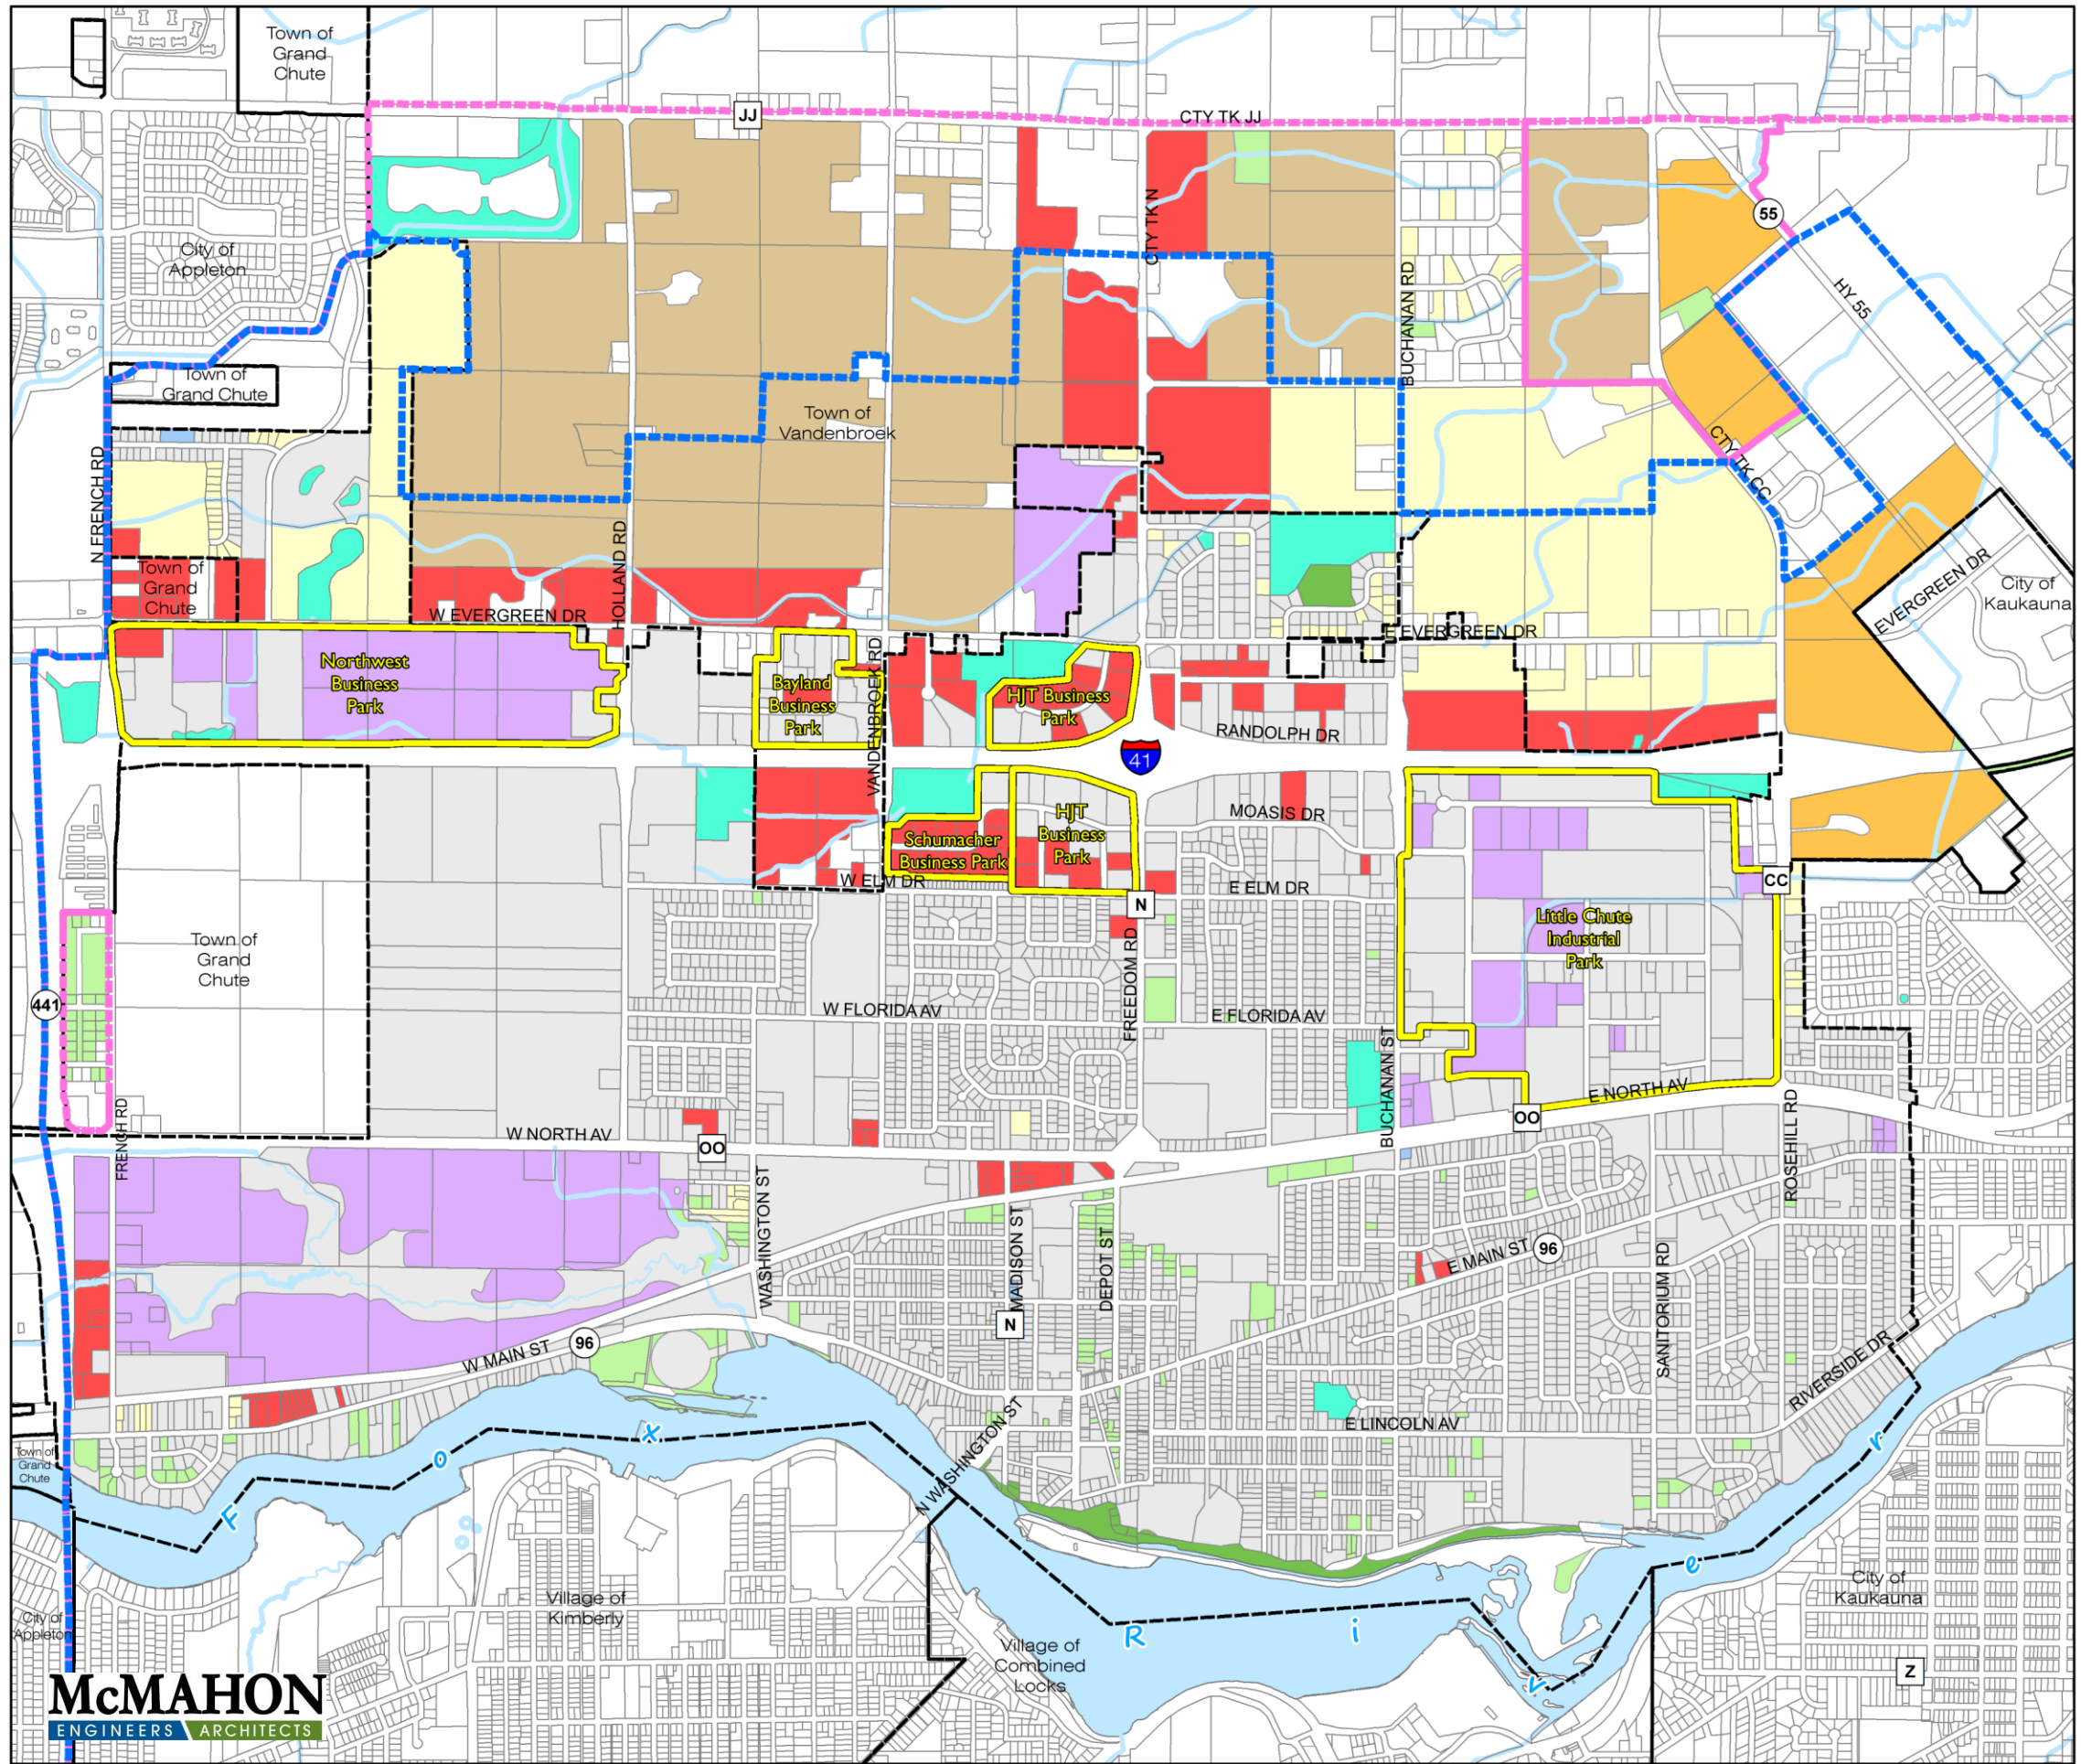 Town of
Grand
Chute
JJ
CTY TK JJ
CTY TK N
55
HY 55
City of
Appleton
BUCHANAN RD
Town of
Grand Chute
Town of
Vandenbroek
CTY TK CC
N FRENCH RD
HOLLAND RD
Town of
Grand
Chute
W EVERGREEN DR
E EVERGREEN DR
EVERGREEN DR
City of
Kaukauna
Northwest
Business
Park
Bayland
Business
Park
VANDENBROEK RD
HJT Business
Park
RANDOLPH DR
41
MOASIS DR
HJT
Business
Park
Schumacher
Business Park
W ELM DR
E ELM DR
N
CC
Little Chute
Industrial
Park
Town of
Grand
Chute
441
FREEDOM RD
W FLORIDA AV
E FLORIDA AV
BUCHANAN ST
E NORTH AV
OO
ROSEHILL RD
FRENCH RD
W NORTH AV
OO
WASHINGTON ST
MADISON ST
DEPOT ST
E MAIN ST
96
SANITORIUM RD
N
96
W MAIN ST
RIVERSIDE DR
E LINCOLN AV
N WASHINGTON ST
Town of
Grand
Chute
F o x
R i v e r
City of
Appleton
Village of
Kimberly
Village of
Combined
Locks
City of
Kaukauna
Z
McMAHON
ENGINEERS ARCHITECTS